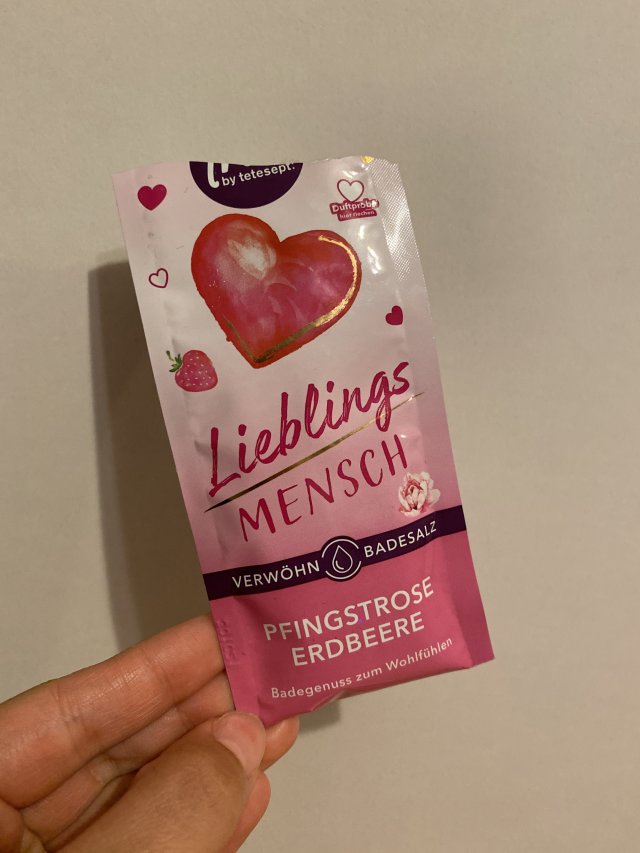 by tetesept.
Duftprobe
hier riechen
Lieblings
MENSCH
VERWÖHN BADESALZ
PFINGSTROSE
ERDBEERE
Badegenuss zum Wohlfühlen